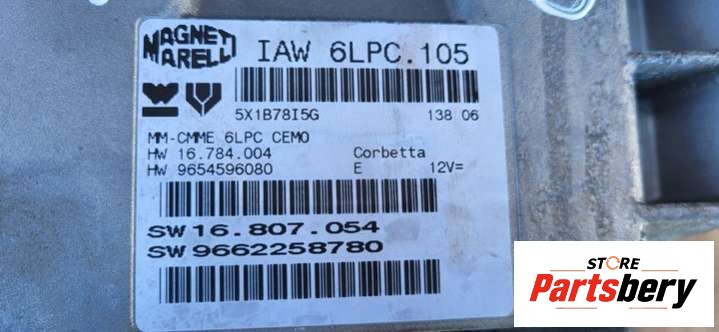 MAGNETI
MARELLI
IAW 6LPC.105
5X1B78I5G 138 06
MM-CMME 6LPC CEMO
HW 16.784.004 Corbetta
HW 9654596080 E 12V=
SW 16.807.054
SW 9662258780
STORE
Partsbery